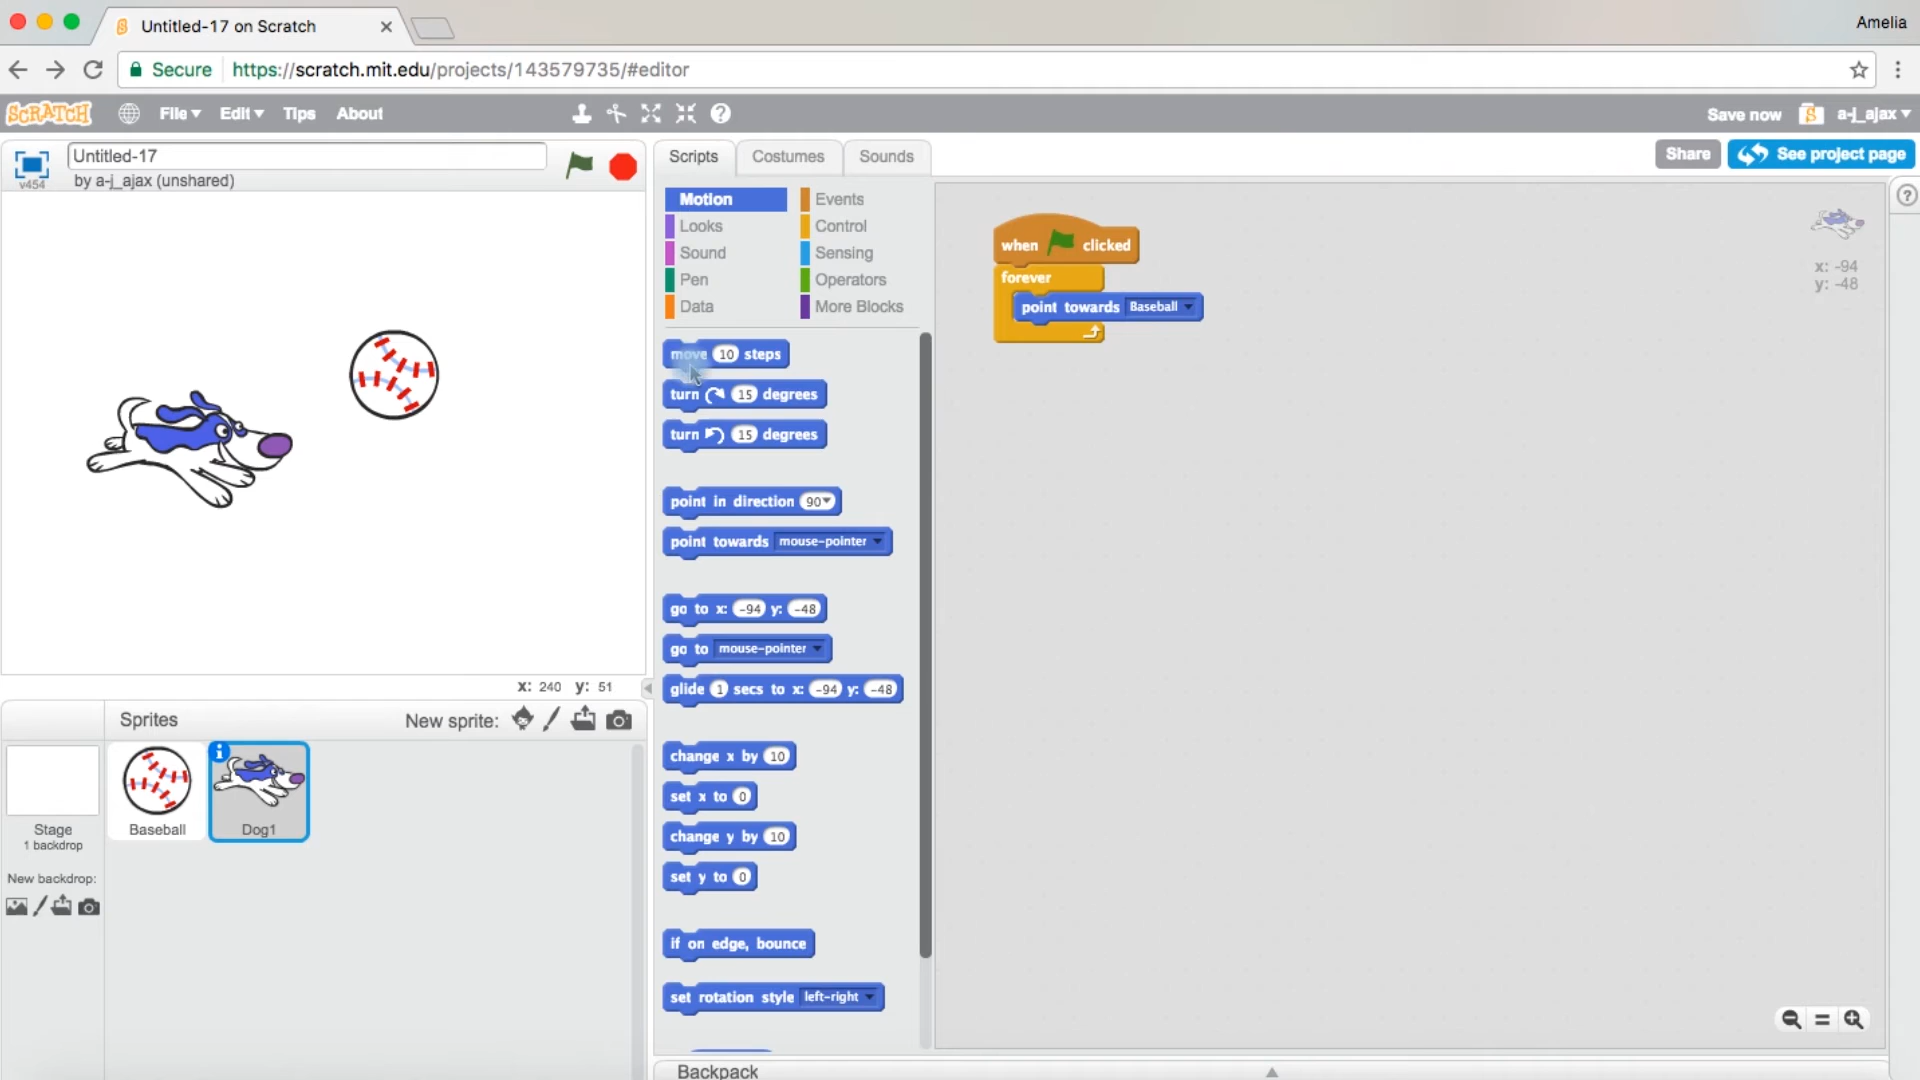 Untitled-17 on Scratch
Amelia
Secure https://scratch.mit.edu/projects/143579735/#editor
SCRATCH File Edit Tips About Save now a-j_ajax
v454
Untitled-17
by a-j_ajax (unshared)
Scripts Costumes Sounds
Share See project page
Motion Events
Looks Control
Sound Sensing
Pen Operators
Data More Blocks
move 10 steps
turn 15 degrees
turn 15 degrees
point in direction 90
point towards mouse-pointer
go to x: -94 y: -48
go to mouse-pointer
glide 1 secs to x: -94 y: -48
change x by 10
set x to 0
change y by 10
set y to 0
if on edge, bounce
set rotation style left-right
when clicked
forever
point towards Baseball
x: -94
y: -48
x: 240 y: 51
Sprites New sprite:
Stage
1 backdrop
New backdrop:
Baseball
Dog1
Backpack